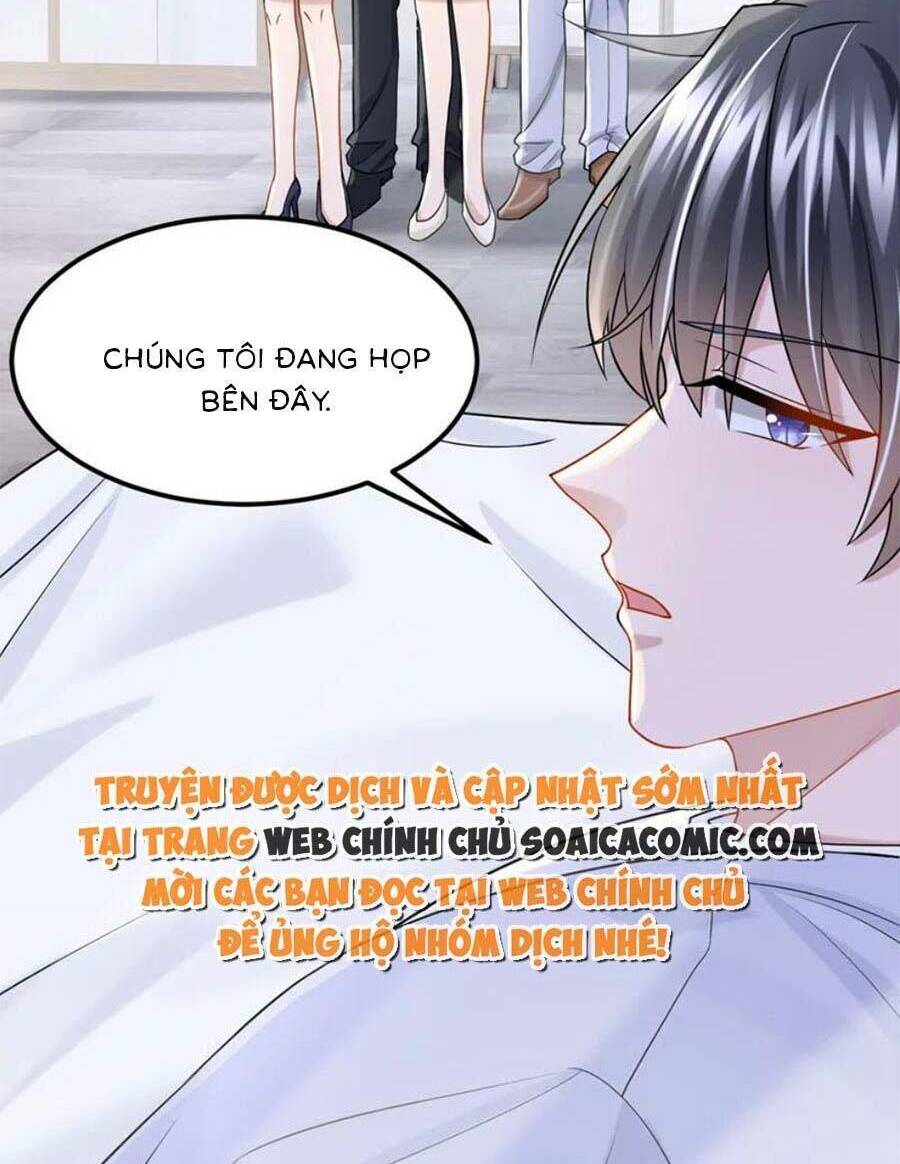 CHÚNG TÔI ĐANG HỌP
BÊN ĐÂY.
TRUYỆN ĐƯỢC DỊCH VÀ CẬP NHẬT SỚM NHẤT
TẠI TRANG WEB CHÍNH CHỦ SOAICACOMIC.COM
MỜI CÁC BẠN ĐỌC TẠI WEB CHÍNH CHỦ
ĐỂ ỦNG HỘ NHÓM DỊCH NHÉ!